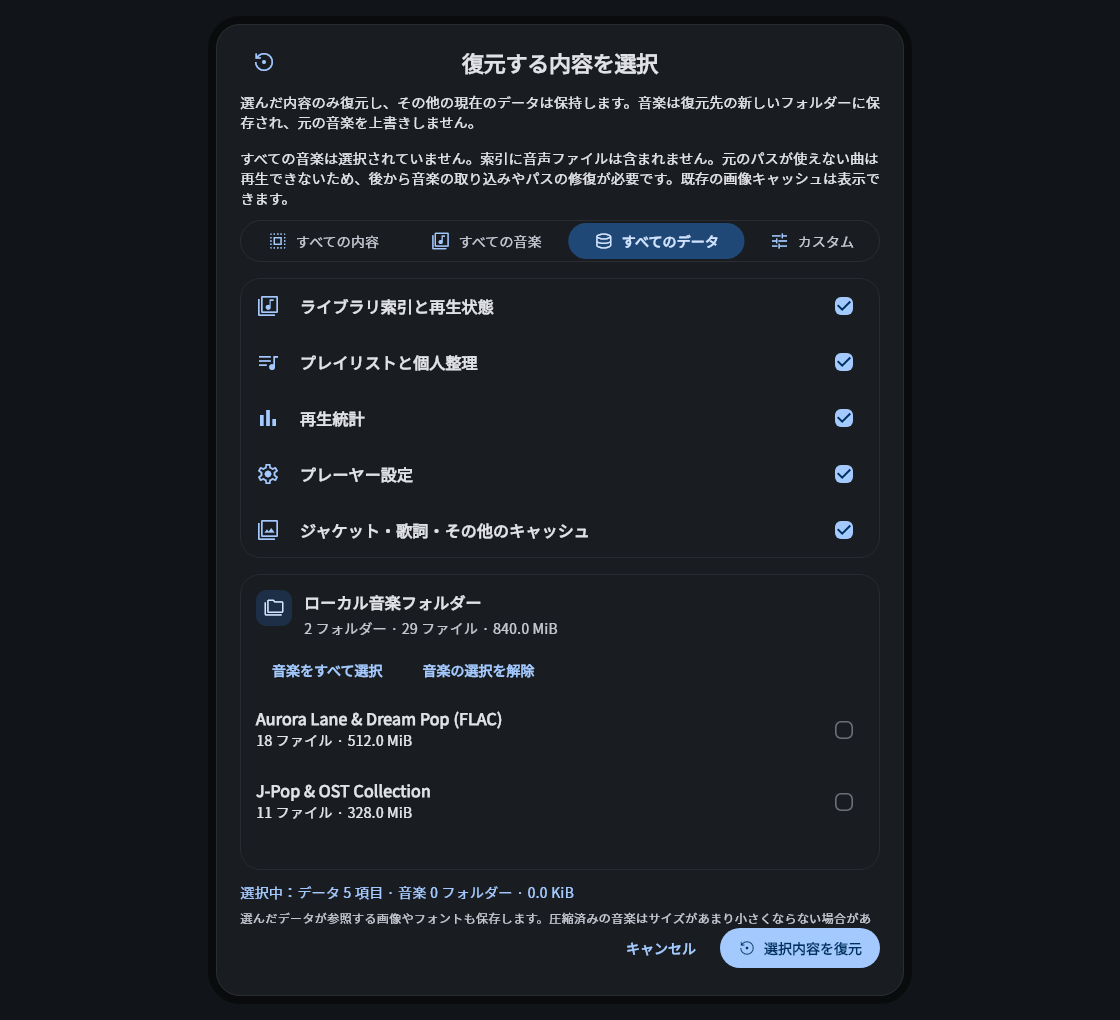 復元する内容を選択
選んだ内容のみ復元し、その他の現在のデータは保持します。音楽は復元先の新しいフォルダーに保
存され、元の音楽を上書きしません。
すべての音楽は選択されていません。索引に音声ファイルは含まれません。元のパスが使えない曲は
再生できないため、後から音楽の取り込みやパスの修復が必要です。既存の画像キャッシュは表示で
きます。
すべての内容 すべての音楽 すべてのデータ カスタム
ライブラリ索引と再生状態
プレイリストと個人整理
再生統計
プレーヤー設定
ジャケット・歌詞・その他のキャッシュ
ローカル音楽フォルダー
2 フォルダー · 29 ファイル · 840.0 MiB
音楽をすべて選択 音楽の選択を解除
Aurora Lane & Dream Pop (FLAC)
18 ファイル · 512.0 MiB
J-Pop & OST Collection
11 ファイル · 328.0 MiB
選択中：データ 5 項目 · 音楽 0 フォルダー · 0.0 KiB
選んだデータが参照する画像やフォントも保存します。圧縮済みの音楽はサイズがあまり小さくならない場合があ
キャンセル 選択内容を復元